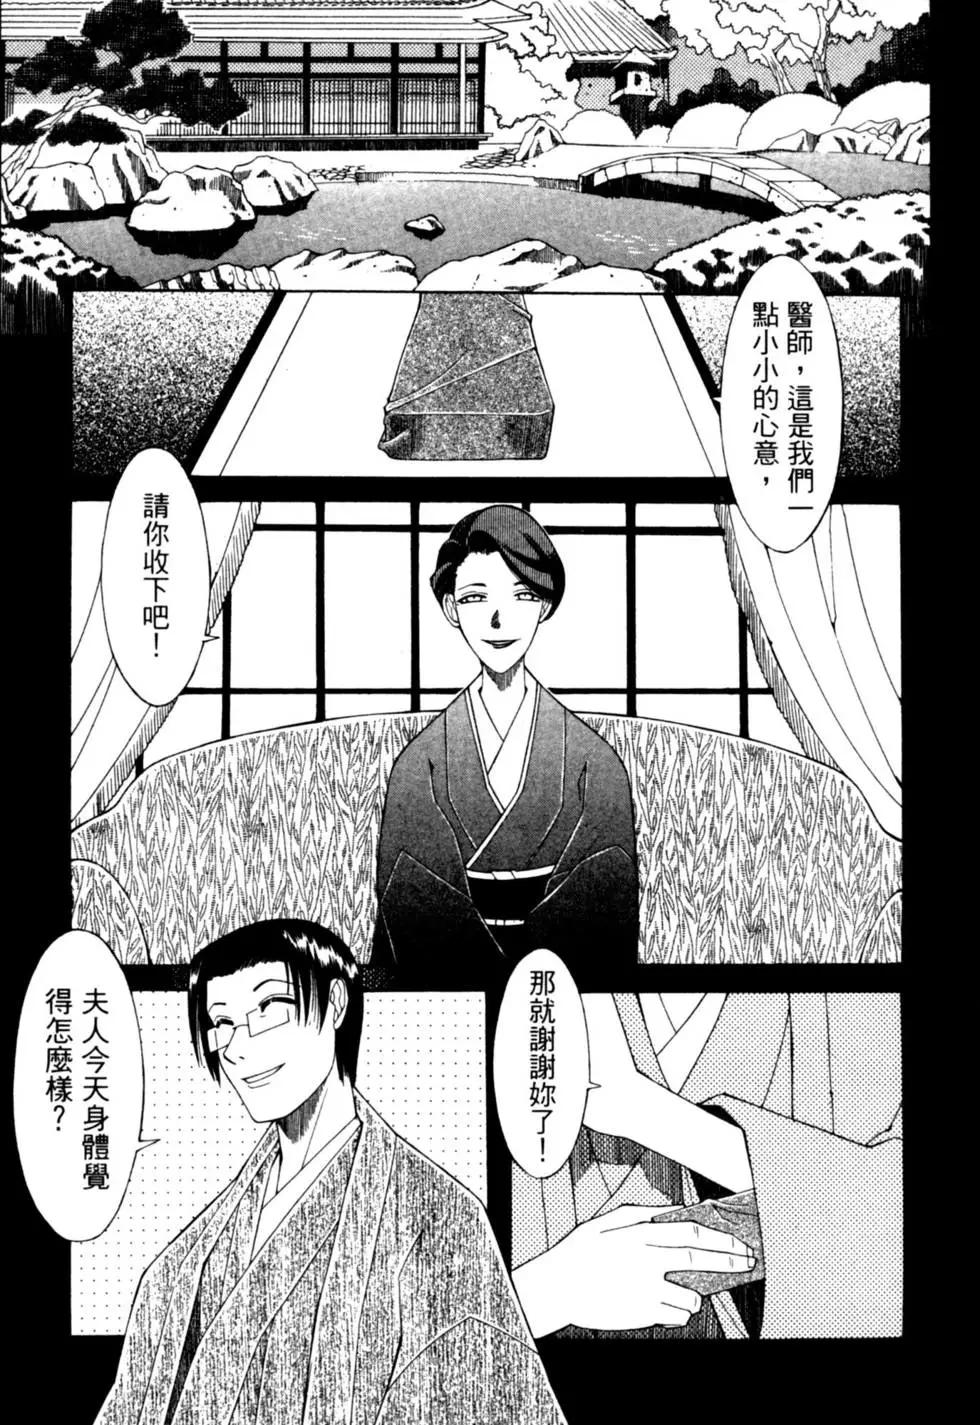 醫師，這是我們一
點小小的心意，
請你收下吧！
那就謝謝妳了！
夫人今天身體覺
得怎麼樣？